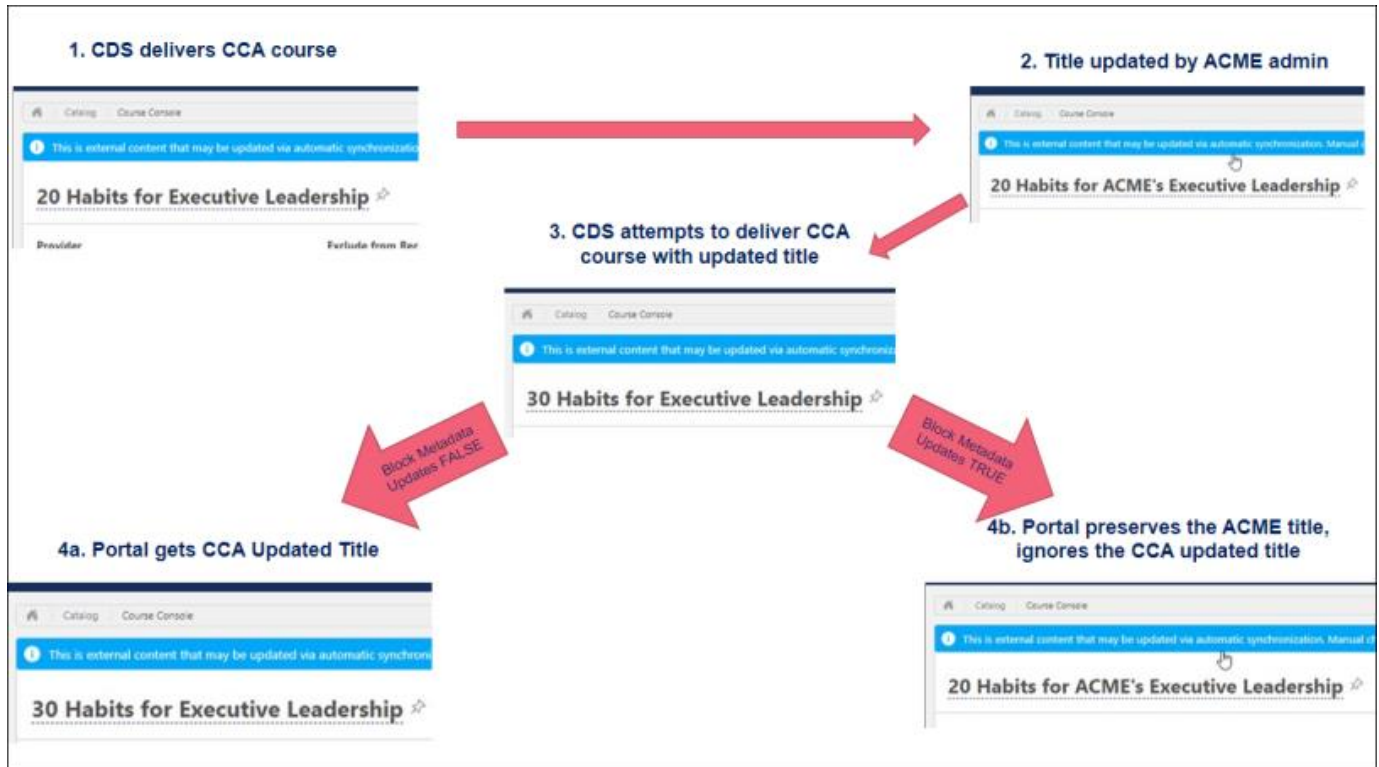 1. CDS delivers CCA course
Catalog Course Console
This is external content that may be updated via automatic synchronizatio
20 Habits for Executive Leadership
Provider Exclude from Rec
2. Title updated by ACME admin
Catalog Course Console
This is external content that may be updated via automatic synchronization. Manual c
20 Habits for ACME's Executive Leadership
3. CDS attempts to deliver CCA
course with updated title
Catalog Course Console
This is external content that may be updated via automatic synchroniz
30 Habits for Executive Leadership
Block Metadata
Updates FALSE
Block Metadata
Updates TRUE
4a. Portal gets CCA Updated Title
Catalog Course Console
This is external content that may be updated via automatic synchroni
30 Habits for Executive Leadership
4b. Portal preserves the ACME title,
ignores the CCA updated title
Catalog Course Console
This is external content that may be updated via automatic synchronization. Manual ch
20 Habits for ACME's Executive Leadership